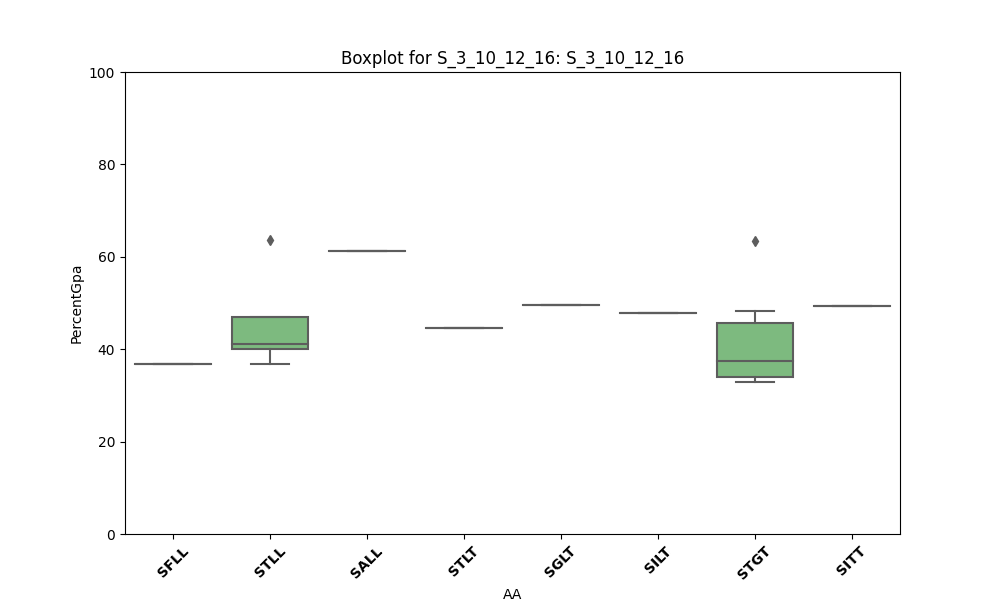 Boxplot for S_3_10_12_16: S_3_10_12_16
100
80
60
40
20
0
PercentGpa
SFLL
STLL
SALL
STLT
SGLT
SILT
STGT
SITT
AA